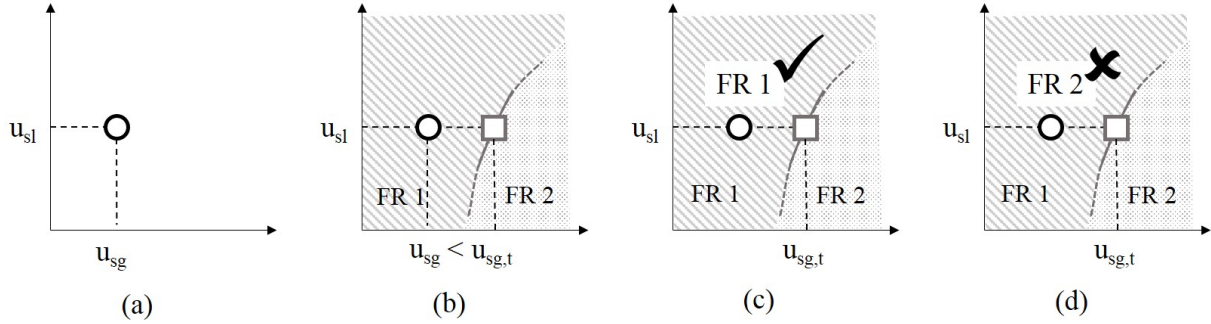 u_sl
u_sg
(a)
u_sl
FR 1
FR 2
u_sg < u_sg,t
(b)
FR 1
u_sl
FR 1
FR 2
u_sg,t
(c)
FR 2
u_sl
FR 1
FR 2
u_sg,t
(d)